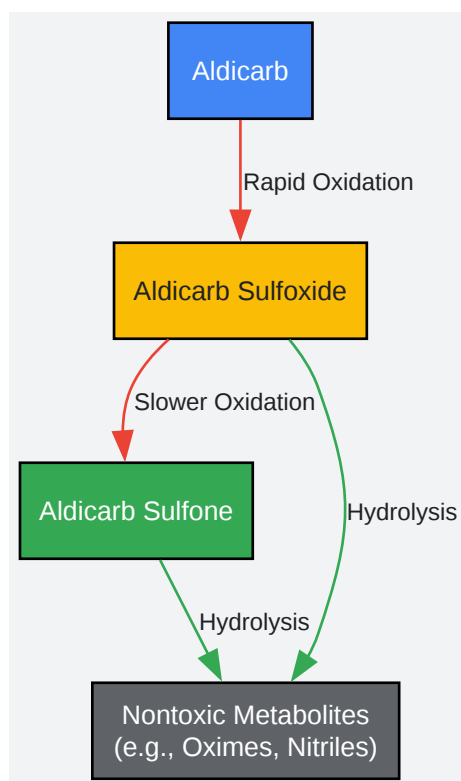 Aldicarb
Rapid Oxidation
Aldicarb Sulfoxide
Slower Oxidation
Aldicarb Sulfone
Hydrolysis
Hydrolysis
Nontoxic Metabolites
(e.g., Oximes, Nitriles)